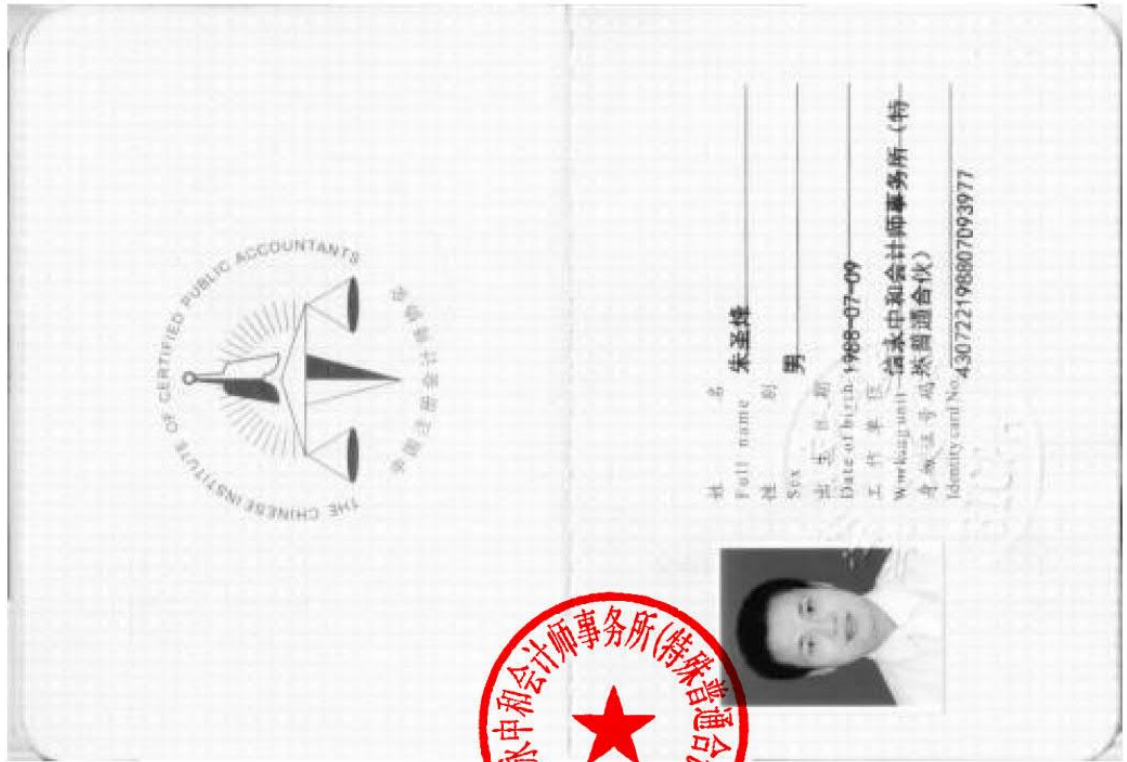 THE CHINESE INSTITUTE OF CERTIFIED PUBLIC ACCOUNTANTS
中国注册会计师协会
姓 名
Full name 朱圣烽
性 别
Sex 男
出 生 日 期
Date of birth 1988-07-09
工 作 单 位
Working unit 信永中和会计师事务所（特
殊普通合伙）
身 份 证 号 码
Identity card No. 430722198807093977
永中和会计师事务所(特殊普通合